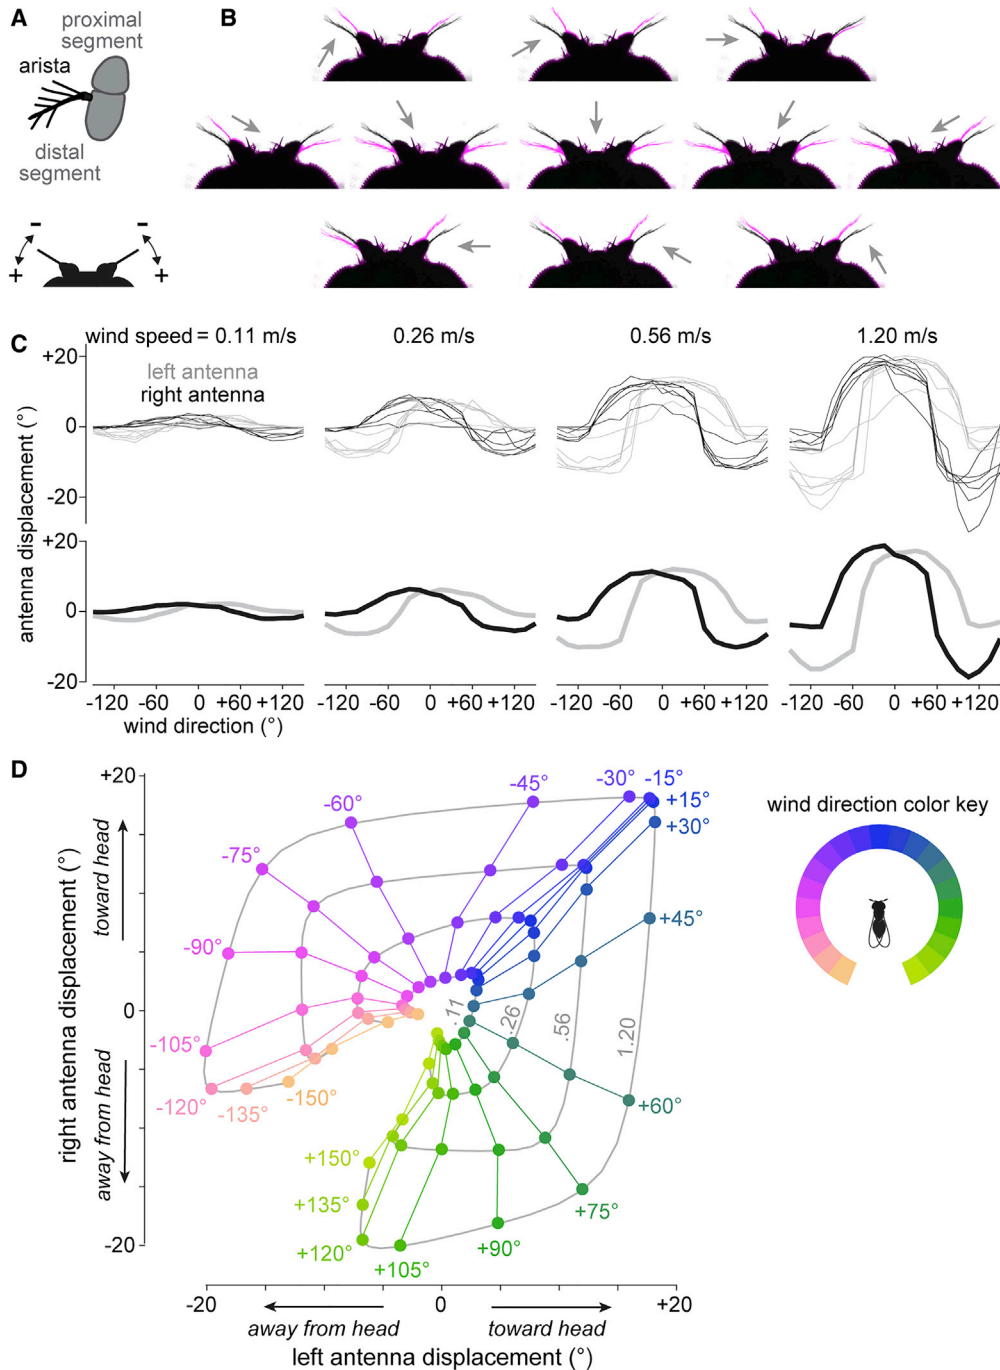 A
proximal
segment
arista
distal
segment
- -
+ +
B
C
wind speed = 0.11 m/s 0.26 m/s 0.56 m/s 1.20 m/s
left antenna
right antenna
antenna displacement (°)
+20
0
-20
+20
0
-20
-120 -60 0 +60 +120 -120 -60 0 +60 +120 -120 -60 0 +60 +120 -120 -60 0 +60 +120
wind direction (°)
D
right antenna displacement (°)
toward head
away from head
+20
0
-20
-60°
-45°
-30°
-15°
+15°
+30°
-75°
+45°
-90°
-105°
-120°
-135°
-150°
.11
.26
.56
1.20
+60°
+150°
+135°
+120°
+105°
+90°
+75°
-20 0 +20
away from head toward head
left antenna displacement (°)
wind direction color key